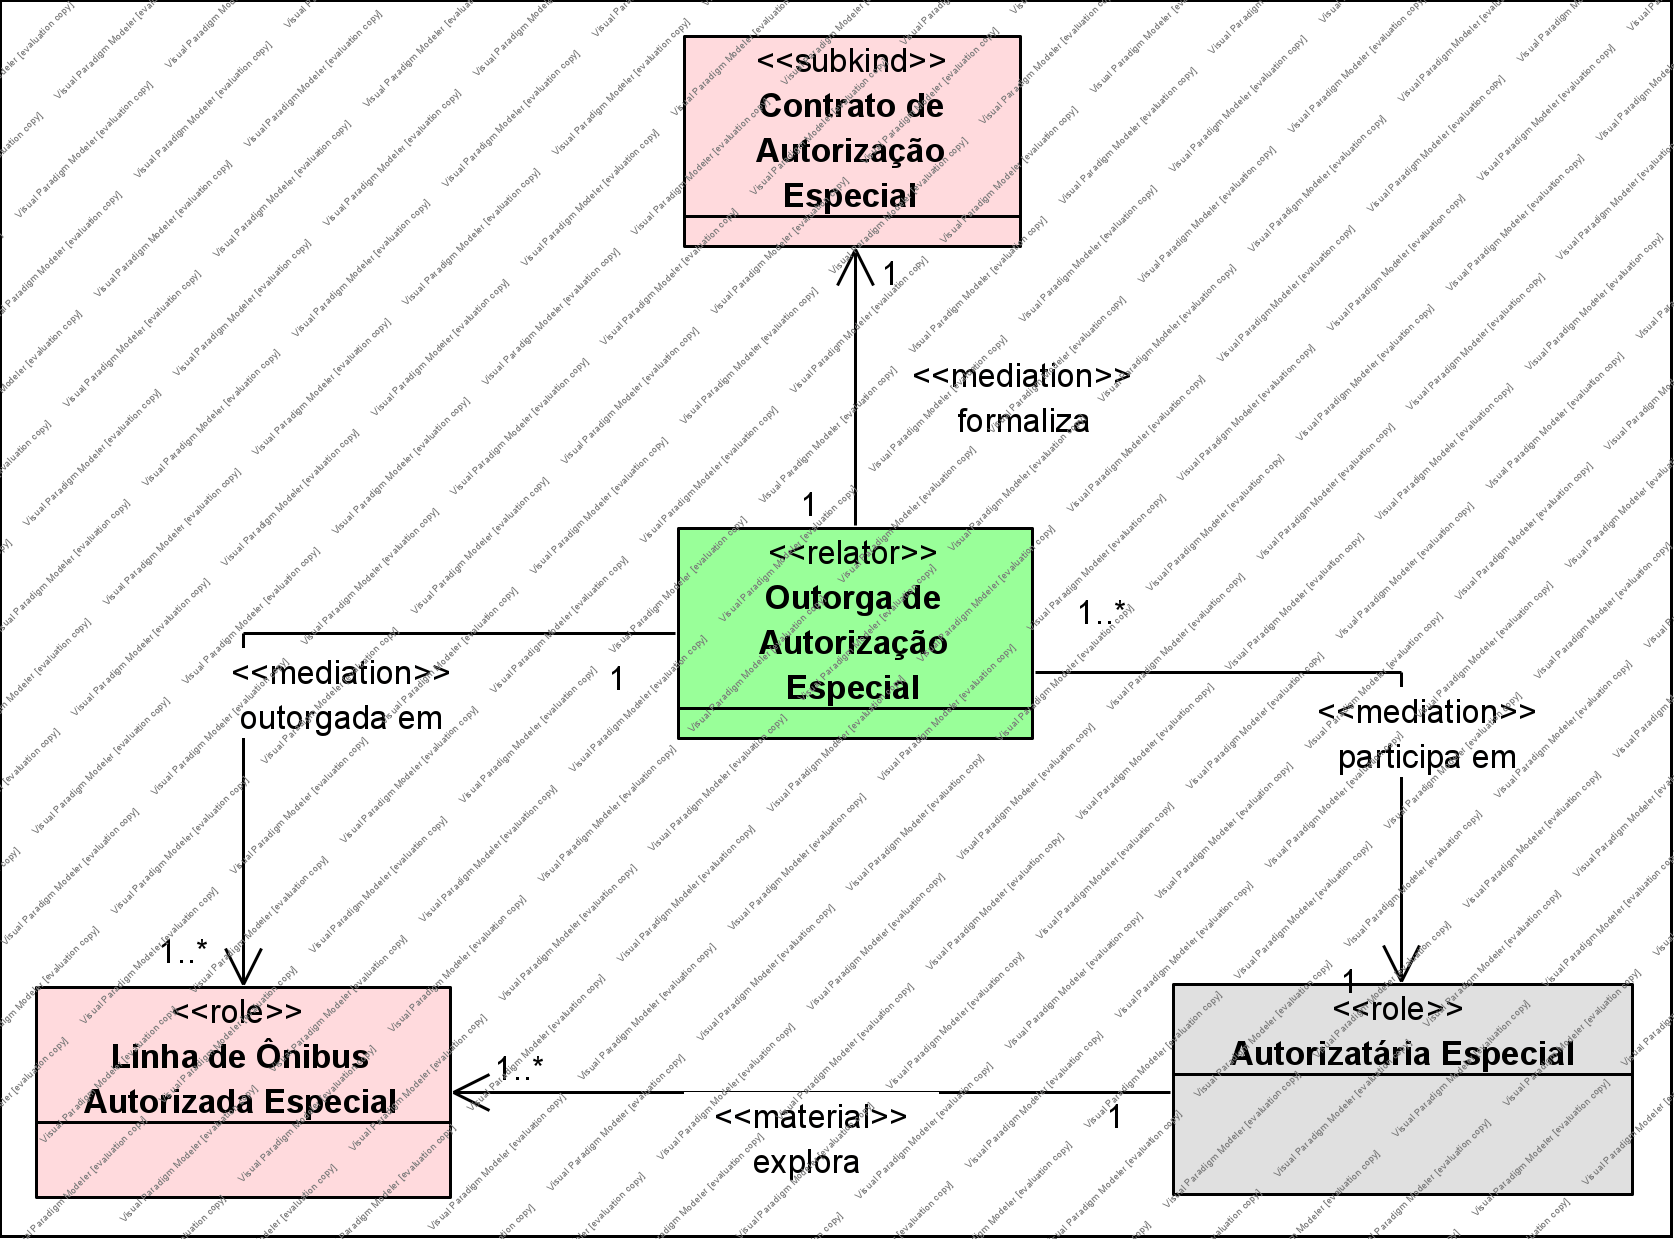 <<subkind>>
Contrato de
Autorização
Especial
1
<<mediation>>
formaliza
1
<<relator>>
Outorga de
Autorização
Especial
1..*
<<mediation>>
outorgada em
1
<<mediation>>
participa em
1..*
1
<<role>>
Linha de Ônibus
Autorizada Especial
<<role>>
Autorizatária Especial
1..*
<<material>>
explora
1
Visual Paradigm Modeler [evaluation copy]